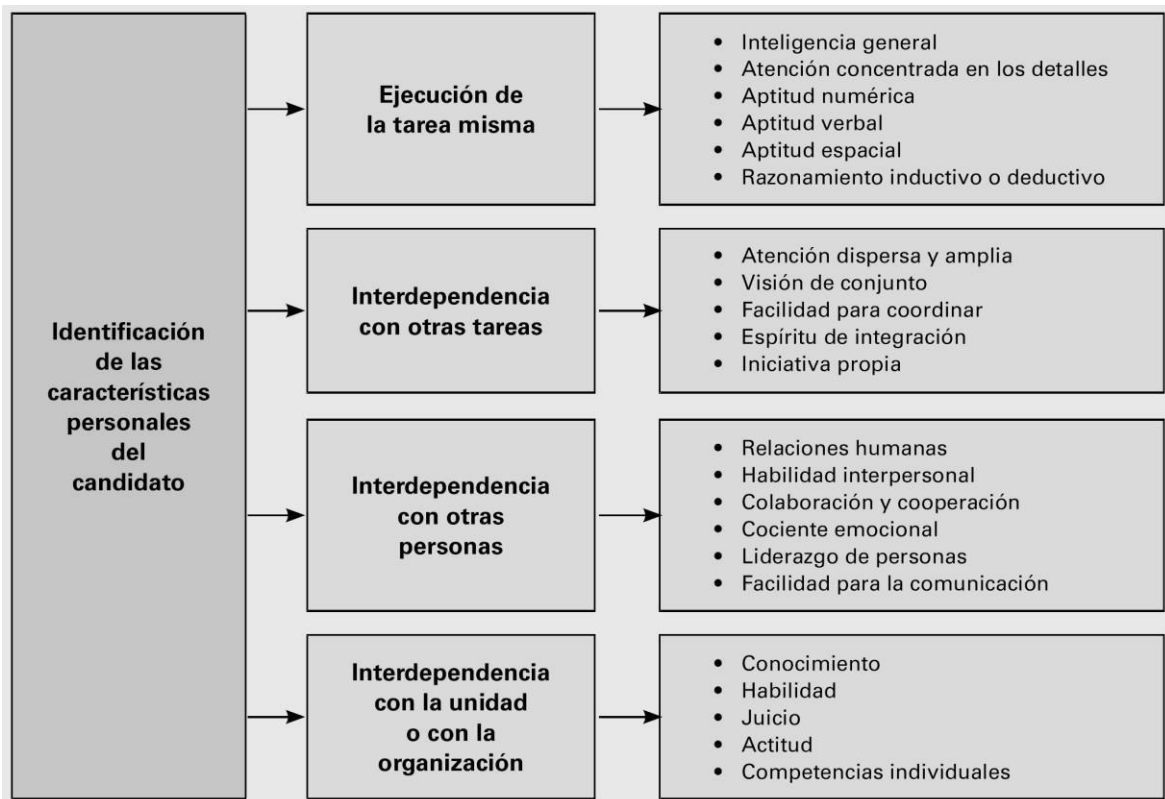 Identificación
de las
características
personales
del
candidato
Ejecución de
la tarea misma
• Inteligencia general
• Atención concentrada en los detalles
• Aptitud numérica
• Aptitud verbal
• Aptitud espacial
• Razonamiento inductivo o deductivo
Interdependencia
con otras tareas
• Atención dispersa y amplia
• Visión de conjunto
• Facilidad para coordinar
• Espíritu de integración
• Iniciativa propia
Interdependencia
con otras
personas
• Relaciones humanas
• Habilidad interpersonal
• Colaboración y cooperación
• Cociente emocional
• Liderazgo de personas
• Facilidad para la comunicación
Interdependencia
con la unidad
o con la
organización
• Conocimiento
• Habilidad
• Juicio
• Actitud
• Competencias individuales